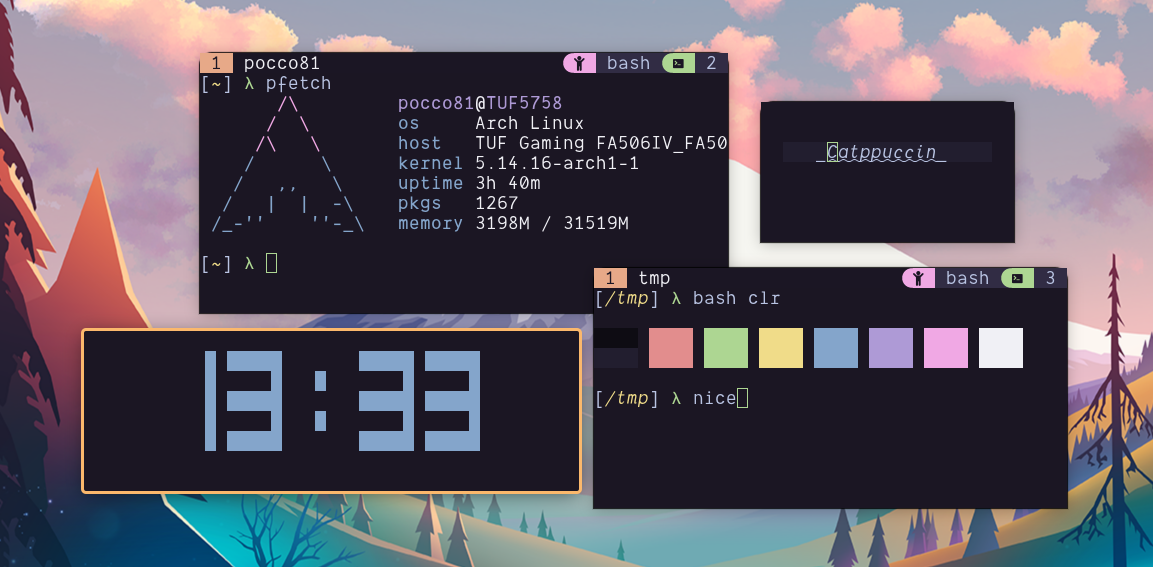 1 pocco81 bash 2
[~] λ pfetch
pocco81@TUF5758
os Arch Linux
host TUF Gaming FA506IV_FA50
kernel 5.14.16-arch1-1
uptime 3h 40m
pkgs 1267
memory 3198M / 31519M
[~] λ
Catppuccin
1 tmp bash 3
[/tmp] λ bash clr
[/tmp] λ nice
13:33